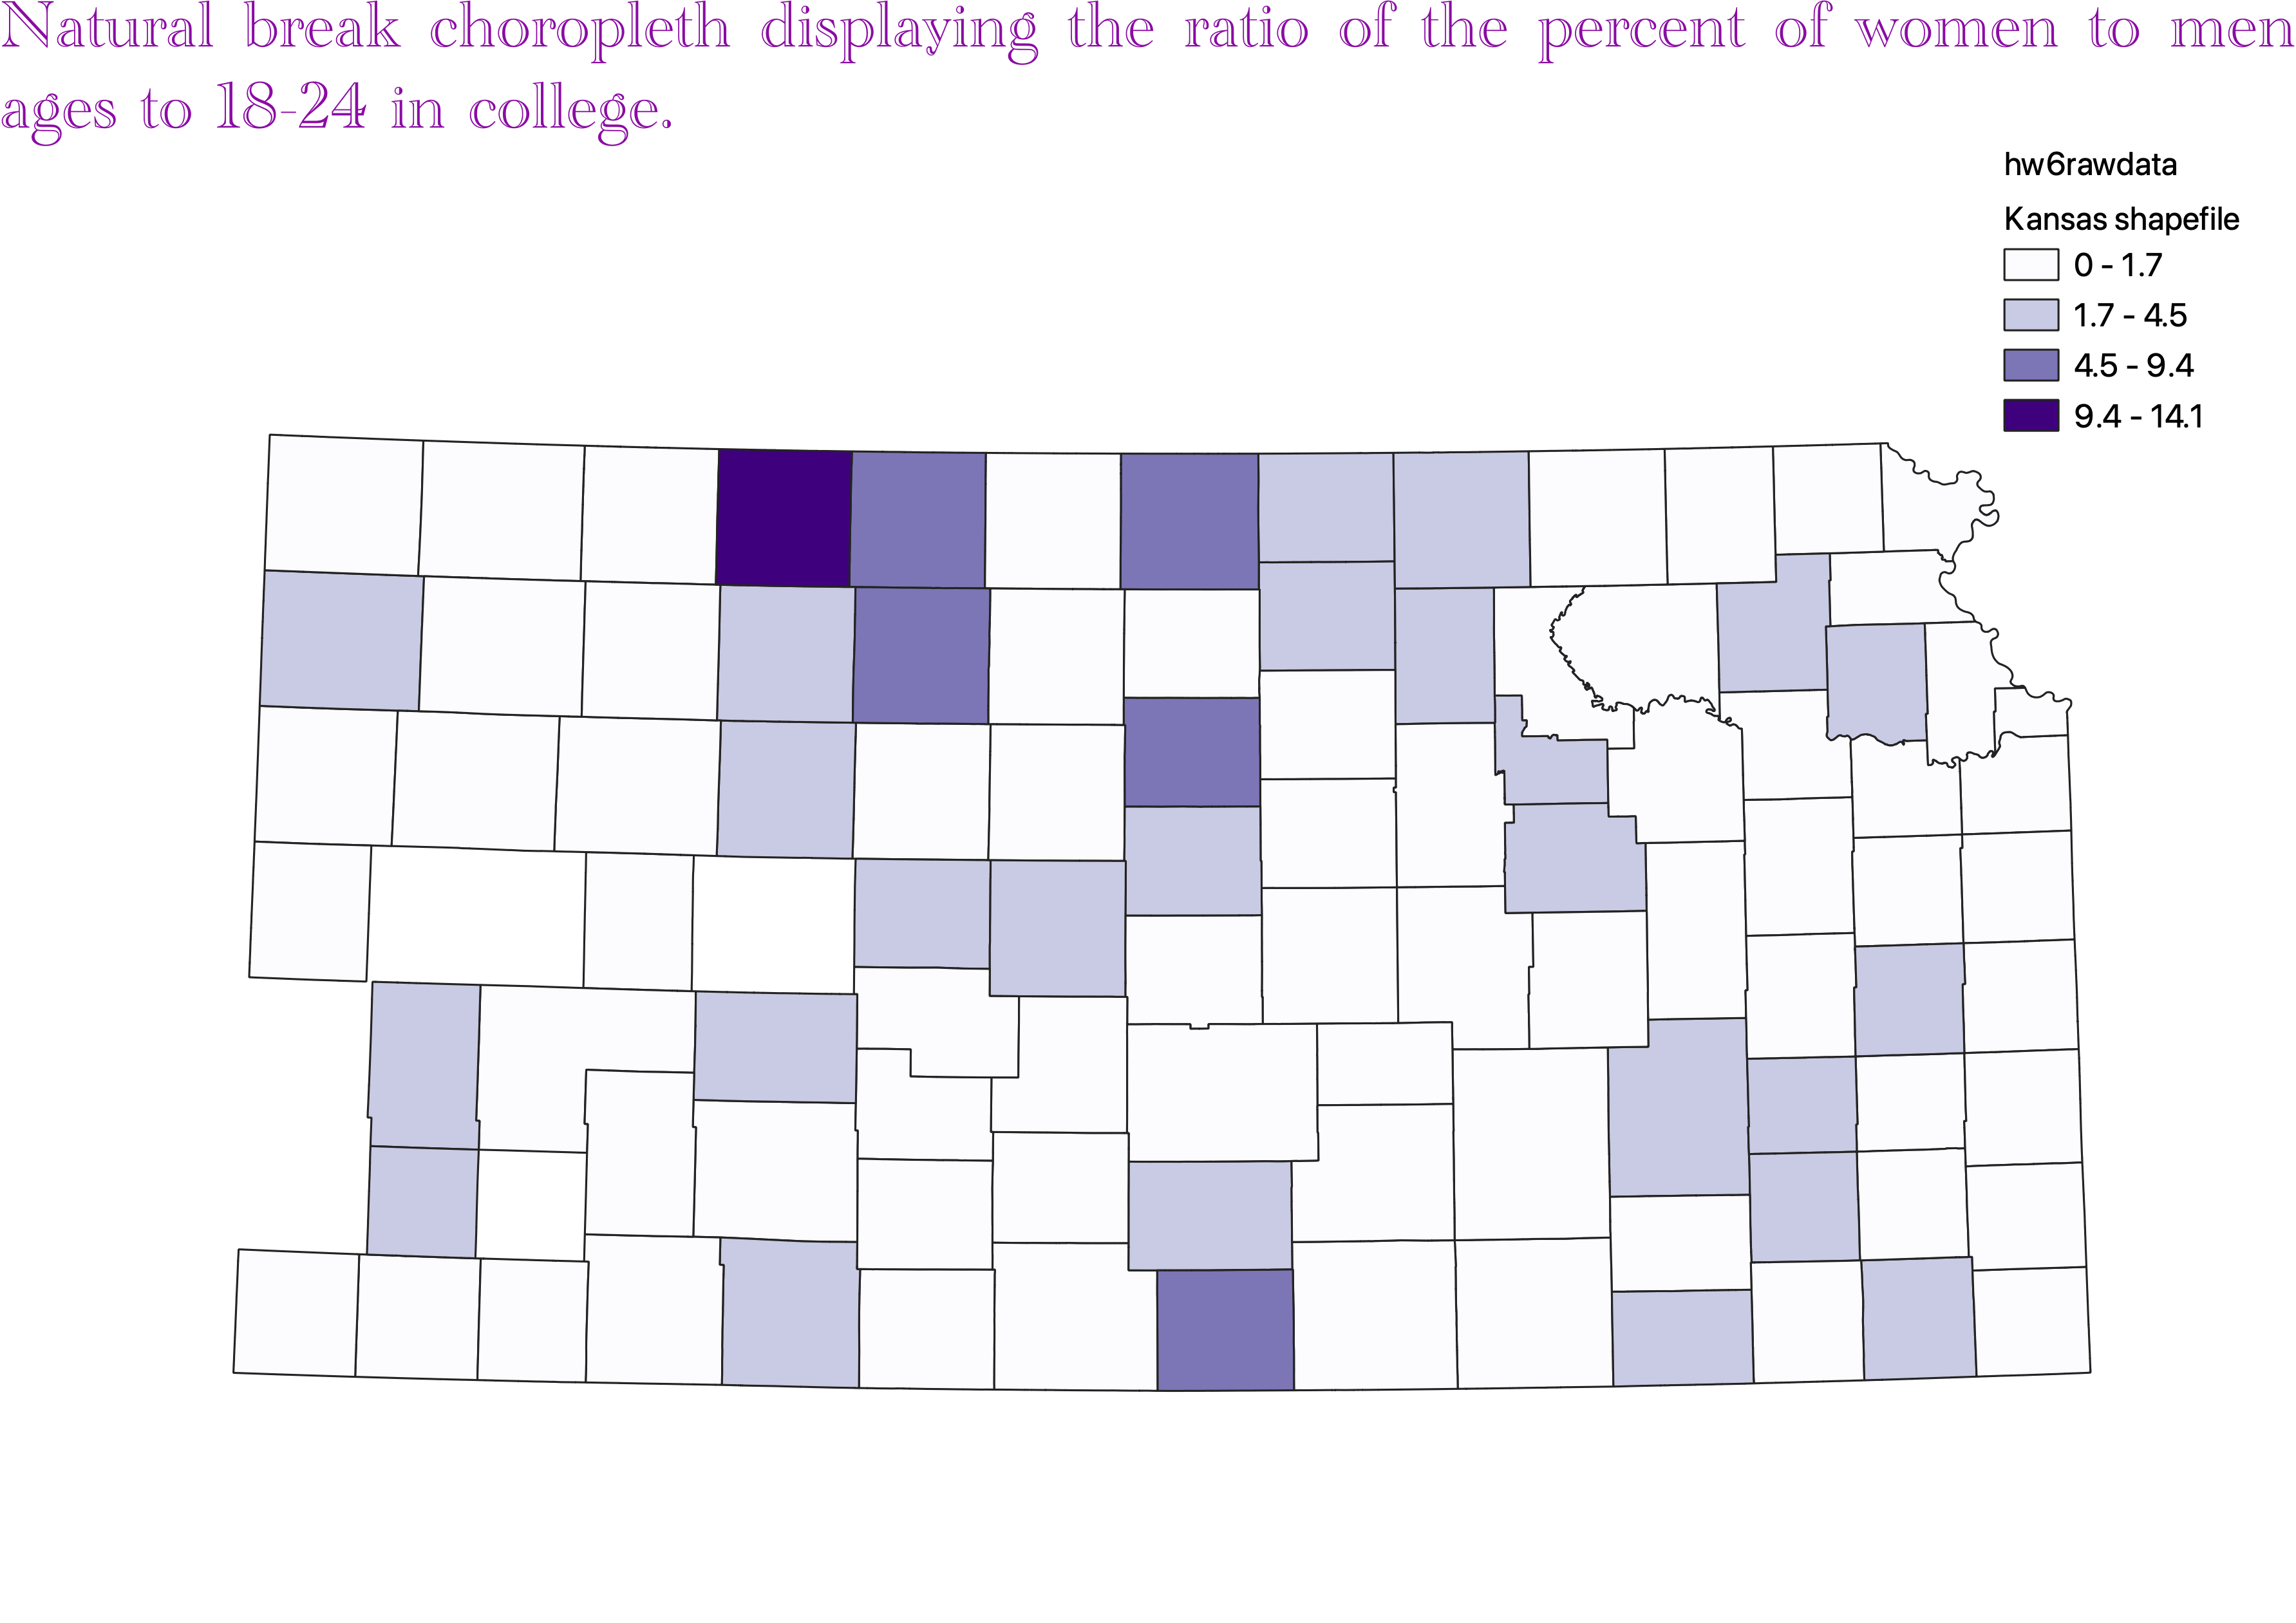 Natural break choropleth displaying the ratio of the percent of women to men
ages to 18-24 in college.
hw6rawdata
Kansas shapefile
0 - 1.7
1.7 - 4.5
4.5 - 9.4
9.4 - 14.1